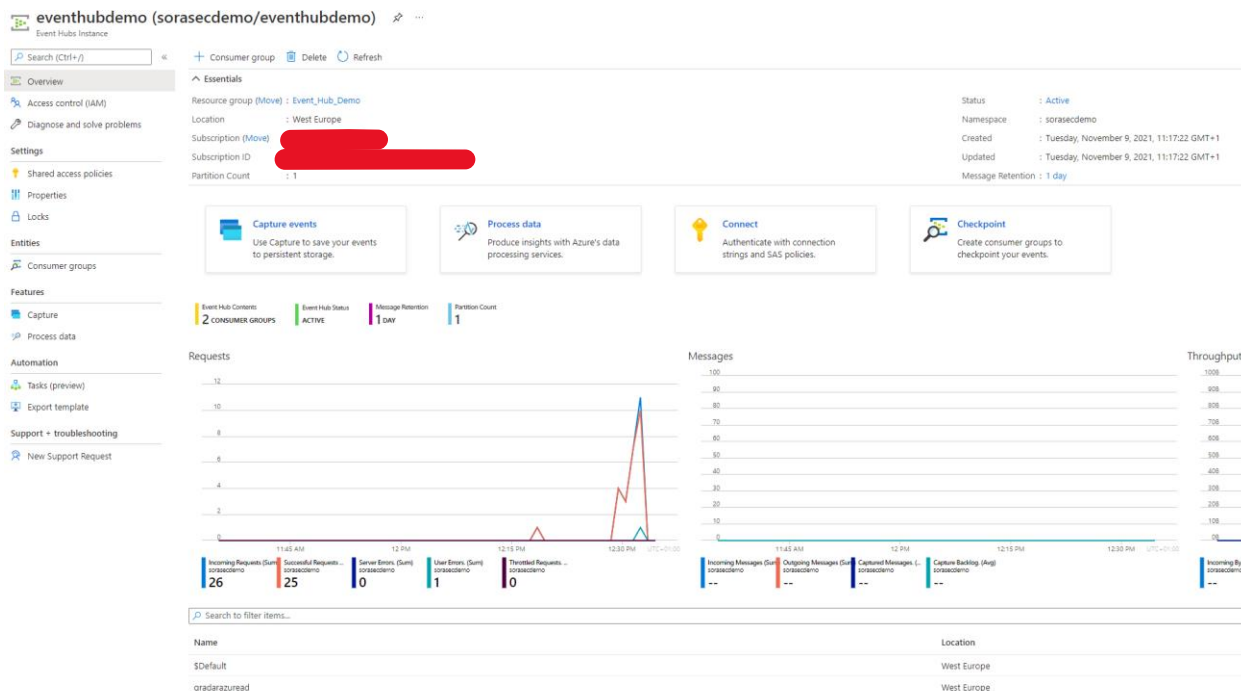 eventhubdemo (sorasecdemo/eventhubdemo)
Event Hubs Instance
Search (Ctrl+/)
Overview
Access control (IAM)
Diagnose and solve problems
Settings
Shared access policies
Properties
Locks
Entities
Consumer groups
Features
Capture
Process data
Automation
Tasks (preview)
Export template
Support + troubleshooting
New Support Request
Consumer group Delete Refresh
Essentials
Resource group (Move) : Event_Hub_Demo
Location : West Europe
Subscription (Move)
Subscription ID
Partition Count : 1
Status : Active
Namespace : sorasecdemo
Created : Tuesday, November 9, 2021, 11:17:22 GMT+1
Updated : Tuesday, November 9, 2021, 11:17:22 GMT+1
Message Retention : 1 day
Capture events
Use Capture to save your events
to persistent storage.
Process data
Produce insights with Azure's data
processing services.
Connect
Authenticate with connection
strings and SAS policies.
Checkpoint
Create consumer groups to
checkpoint your events.
Event Hub Contents
2 CONSUMER GROUPS
Event Hub Status
ACTIVE
Message Retention
1 DAY
Partition Count
1
Requests
12
10
8
6
4
2
0
11:45 AM 12 PM 12:15 PM 12:30 PM UTC+01:00
Incoming Requests (Sum)
sorasecdemo
26
Successful Requests ...
sorasecdemo
25
Server Errors. (Sum)
sorasecdemo
0
User Errors. (Sum)
sorasecdemo
1
Throttled Requests. ...
sorasecdemo
0
Messages
100
90
80
70
60
50
40
30
20
10
0
11:45 AM 12 PM 12:15 PM 12:30 PM UTC+01:00
Incoming Messages (Sum
sorasecdemo
--
Outgoing Messages (Sum
sorasecdemo
--
Captured Messages. (...
sorasecdemo
--
Capture Backlog. (Avg)
sorasecdemo
--
Throughput
100B
90B
80B
70B
60B
50B
40B
30B
20B
10B
0B
Incoming By
sorasecdemo
--
Search to filter items...
Name Location
$Default West Europe
qradarazuread West Europe